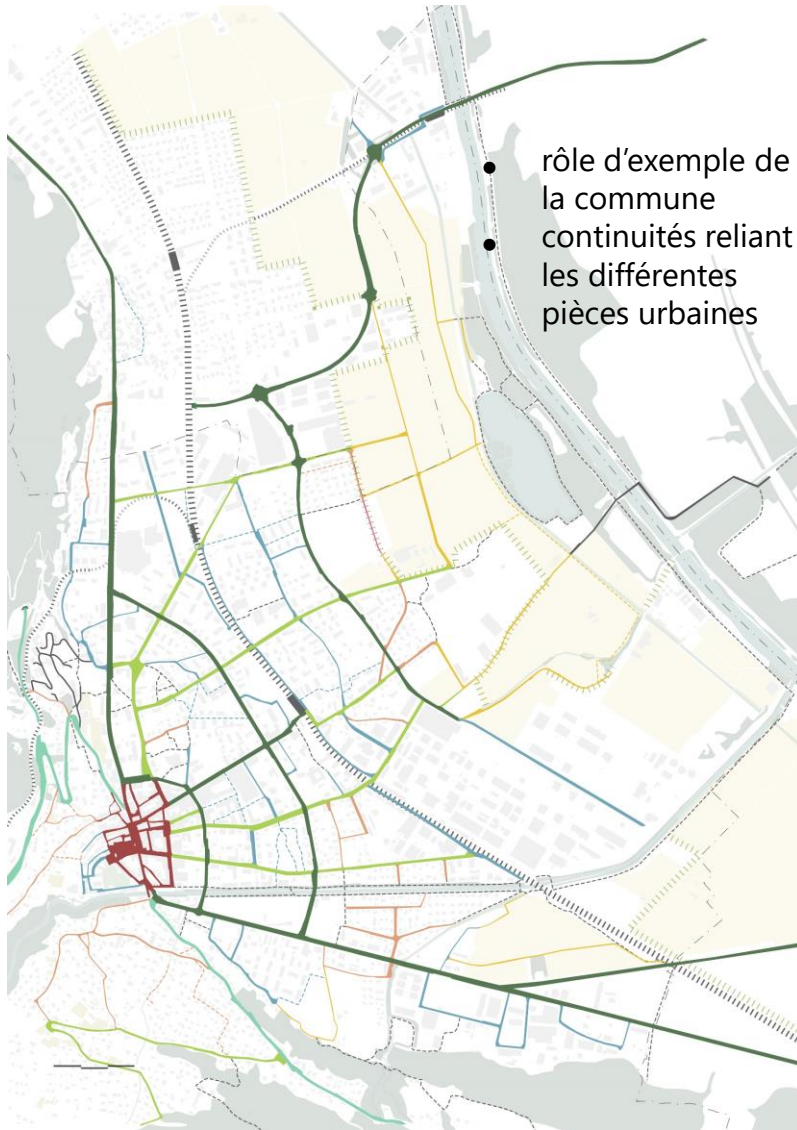 • rôle d’exemple de
la commune
• continuités reliant
les différentes
pièces urbaines